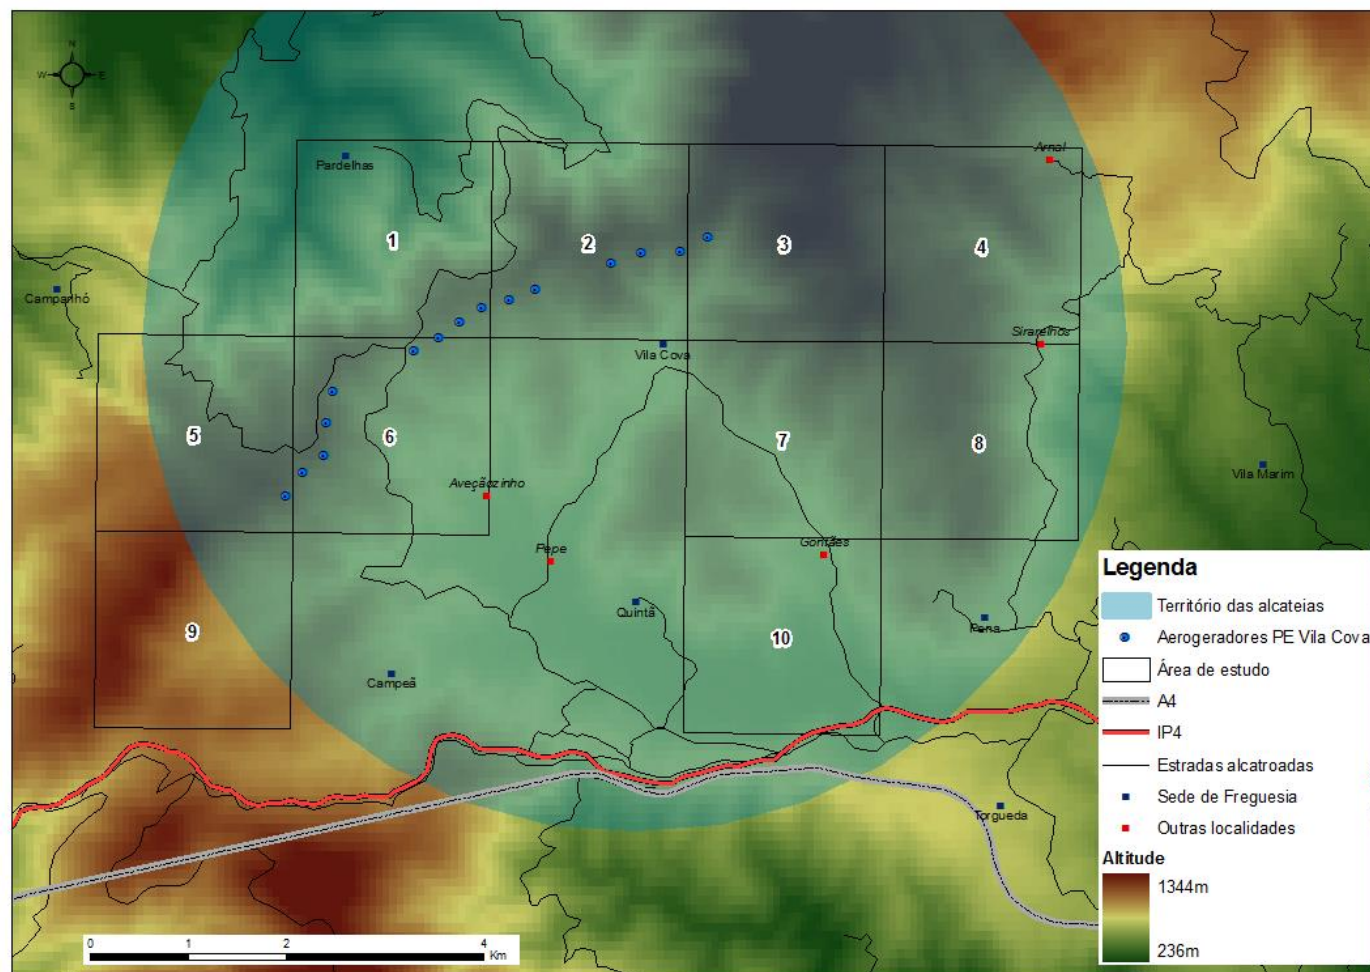 N
W E
S
Pardelhas
Arnal
1
2
3
4
Campanhó
Sirarelhos
Vila Cova
5
6
7
8
Vila Marim
Aveçãozinho
Pepe
Gontães
Quintã
Pena
9
10
Campeã
Torgueda
Legenda
Território das alcateias
Aerogeradores PE Vila Cova
Área de estudo
A4
IP4
Estradas alcatroadas
Sede de Freguesia
Outras localidades
Altitude
1344m
236m
0 1 2 4
Km